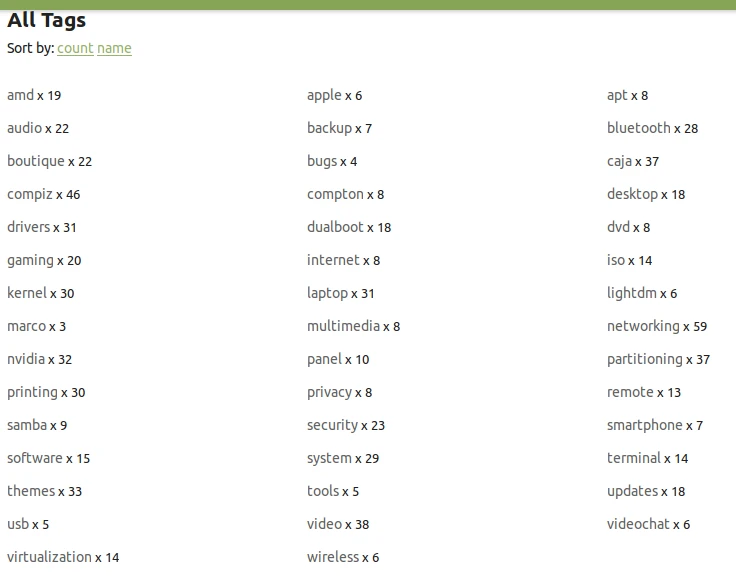 All Tags
Sort by: count name
amd x 19 apple x 6 apt x 8
audio x 22 backup x 7 bluetooth x 28
boutique x 22 bugs x 4 caja x 37
compiz x 46 compton x 8 desktop x 18
drivers x 31 dualboot x 18 dvd x 8
gaming x 20 internet x 8 iso x 14
kernel x 30 laptop x 31 lightdm x 6
marco x 3 multimedia x 8 networking x 59
nvidia x 32 panel x 10 partitioning x 37
printing x 30 privacy x 8 remote x 13
samba x 9 security x 23 smartphone x 7
software x 15 system x 29 terminal x 14
themes x 33 tools x 5 updates x 18
usb x 5 video x 38 videochat x 6
virtualization x 14 wireless x 6